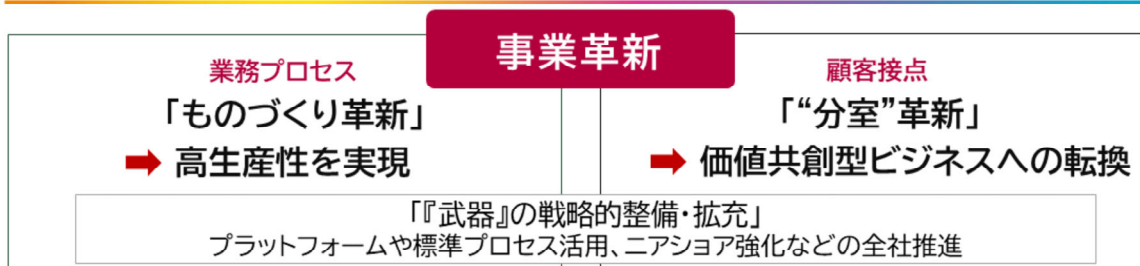 事業革新
業務プロセス
「ものづくり革新」
➡ 高生産性を実現
顧客接点
「“分室”革新」
➡ 価値共創型ビジネスへの転換
「『武器』の戦略的整備・拡充」
プラットフォームや標準プロセス活用、ニアショア強化などの全社推進